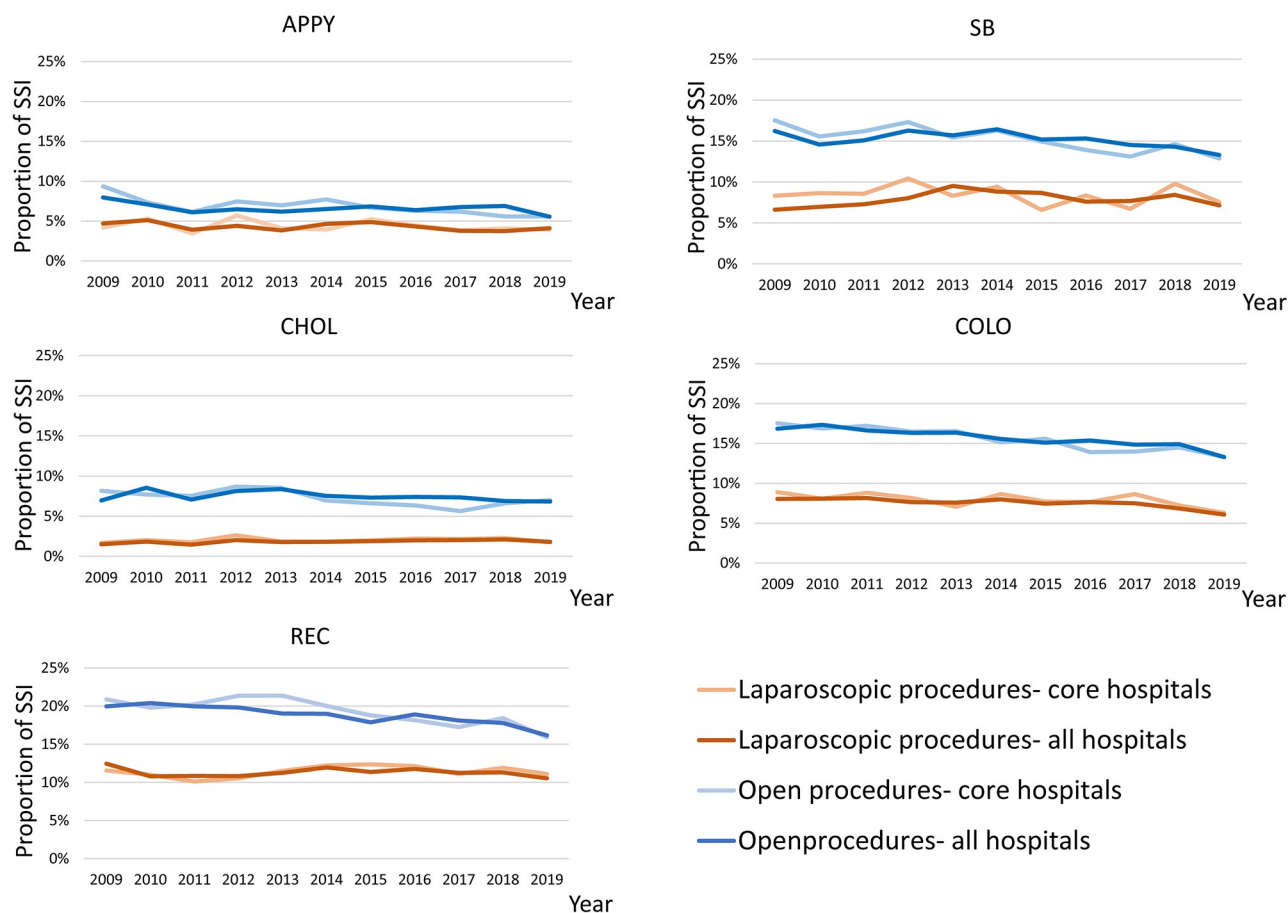 APPY
Proportion of SSI
25%
20%
15%
10%
5%
0%
2009 2010 2011 2012 2013 2014 2015 2016 2017 2018 2019
Year
SB
Proportion of SSI
25%
20%
15%
10%
5%
0%
2009 2010 2011 2012 2013 2014 2015 2016 2017 2018 2019
Year
CHOL
Proportion of SSI
25%
20%
15%
10%
5%
0%
2009 2010 2011 2012 2013 2014 2015 2016 2017 2018 2019
Year
COLO
Proportion of SSI
25%
20%
15%
10%
5%
0%
2009 2010 2011 2012 2013 2014 2015 2016 2017 2018 2019
Year
REC
Proportion of SSI
25%
20%
15%
10%
5%
0%
2009 2010 2011 2012 2013 2014 2015 2016 2017 2018 2019
Year
Laparoscopic procedures- core hospitals
Laparoscopic procedures- all hospitals
Open procedures- core hospitals
Openprocedures- all hospitals